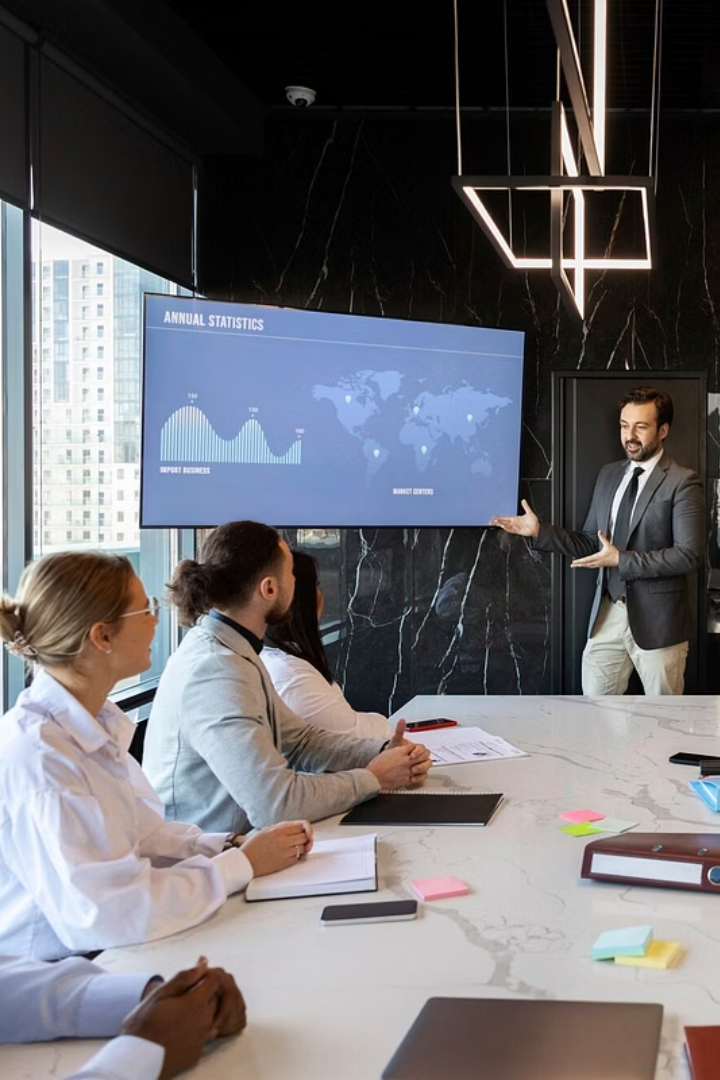 ANNUAL STATISTICS
IMPORT BUSINESS
MARKET CENTERS